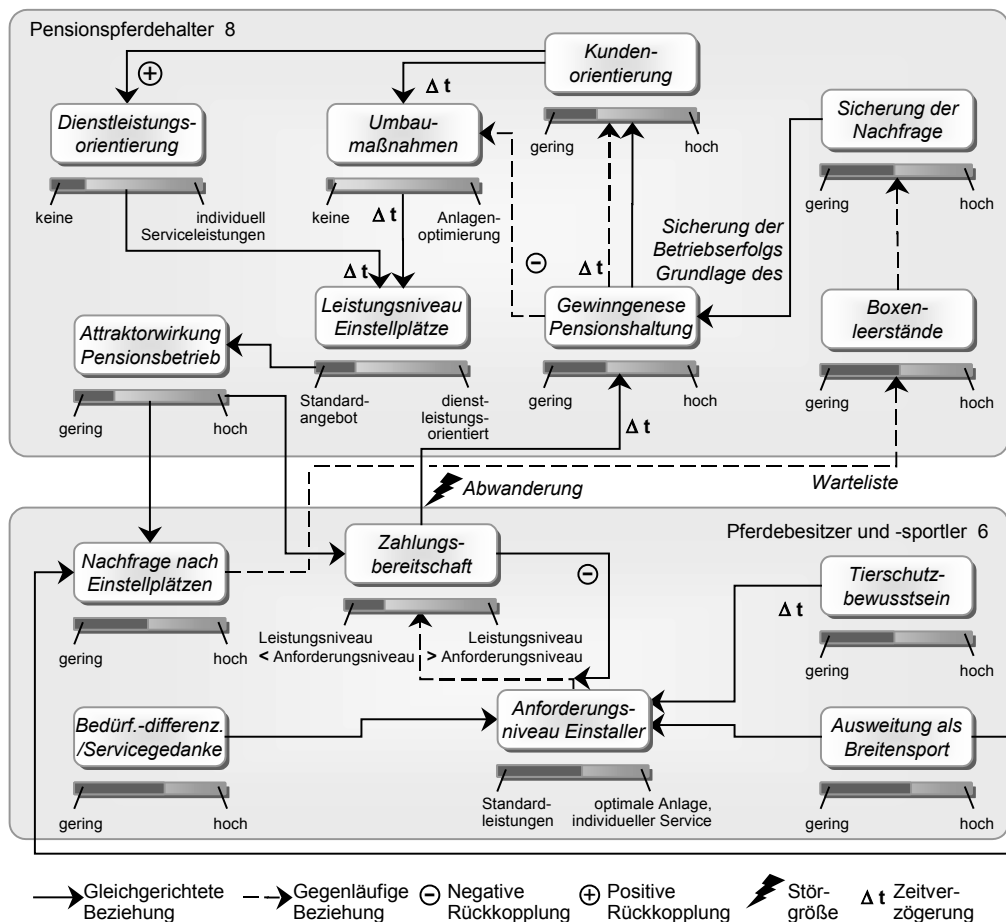 Pensionspferdehalter 8
Kunden-
orientierung
gering
hoch
Dienstleistungs-
orientierung
keine
individuell
Serviceleistungen
Δ t
Umbau-
maßnahmen
keine
Anlagen-
optimierung
Δ t
Sicherung der
Nachfrage
gering
hoch
Sicherung der
Betriebserfolgs
Grundlage des
Δ t
Leistungsniveau
Einstellplätze
Standard-
angebot
dienst-
leistungs-
orientiert
Δ t
Gewinngenese
Pensionshaltung
gering
hoch
Δ t
Boxen-
leerstände
gering
hoch
Attraktorwirkung
Pensionsbetrieb
gering
hoch
Abwanderung
Warteliste
Pferdebesitzer und -sportler 6
Nachfrage nach
Einstellplätzen
gering
hoch
Zahlungs-
bereitschaft
Leistungsniveau
< Anforderungsniveau
Leistungsniveau
> Anforderungsniveau
Tierschutz-
bewusstsein
Δ t
gering
hoch
Bedürf.-differenz.
/Servicegedanke
gering
hoch
Anforderungs-
niveau Einstaller
Standard-
leistungen
optimale Anlage,
individueller Service
Ausweitung als
Breitensport
gering
hoch
Gleichgerichtete
Beziehung
Gegenläufige
Beziehung
Negative
Rückkopplung
Positive
Rückkopplung
Stör-
größe
Δ t Zeitver-
zögerung